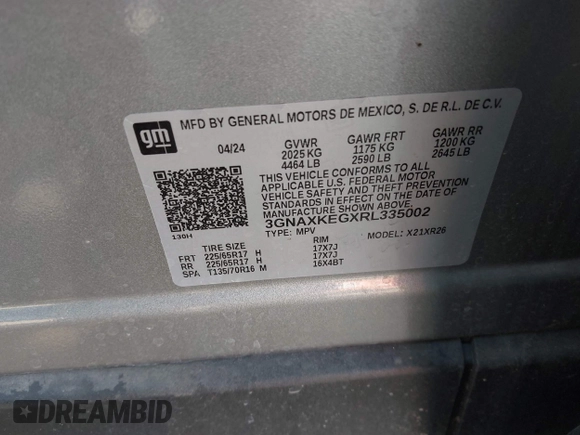 MFD BY GENERAL MOTORS DE MEXICO, S. DE R.L. DE C.V.
gm
04/24 GVWR GAWR FRT GAWR RR
2025 KG 1175 KG 1200 KG
4464 LB 2590 LB 2645 LB
THIS VEHICLE CONFORMS TO ALL
APPLICABLE U.S. FEDERAL MOTOR
VEHICLE SAFETY AND THEFT PREVENTION
STANDARDS IN EFFECT ON THE DATE OF
MANUFACTURE SHOWN ABOVE.
3GNAXKEGXRL335002
130H
TYPE: MPV MODEL: X21XR26
TIRE SIZE RIM
FRT 225/65R17 H 17X7J
RR 225/65R17 H 17X7J
SPA T135/70R16 M 16X4BT
DREAMBID